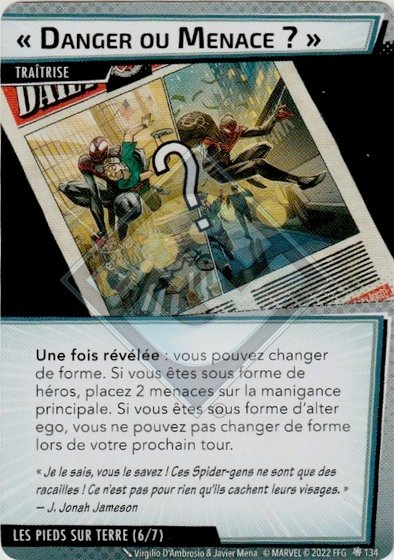 « DANGER OU MENACE ? »
TRAÎTRISE
DAIL
?
Une fois révélée : vous pouvez changer
de forme. Si vous êtes sous forme de
héros, placez 2 menaces sur la manigance
principale. Si vous êtes sous forme d'alter
ego, vous ne pouvez pas changer de forme
lors de votre prochain tour.
« Je le sais, vous le savez ! Ces Spider-gens ne sont que des
racailles ! Ce n'est pas pour rien qu'ils cachent leurs visages. »
– J. Jonah Jameson
LES PIEDS SUR TERRE (6/7)
Virgilio D'Ambrosio & Javier Mena © MARVEL © 2022 FFG 134